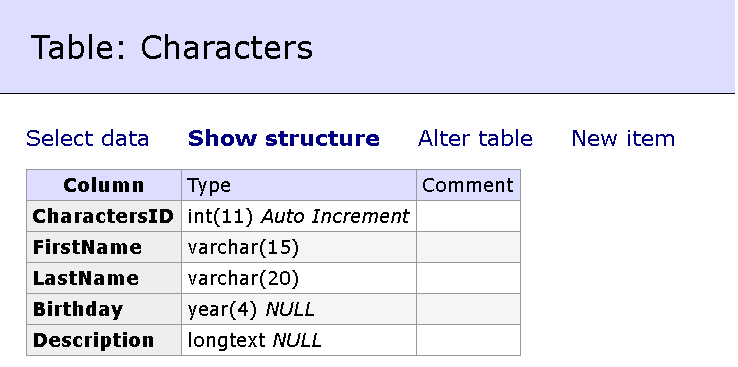 Table: Characters
Select data Show structure Alter table New item
Column Type Comment
CharactersID int(11) Auto Increment
FirstName varchar(15)
LastName varchar(20)
Birthday year(4) NULL
Description longtext NULL